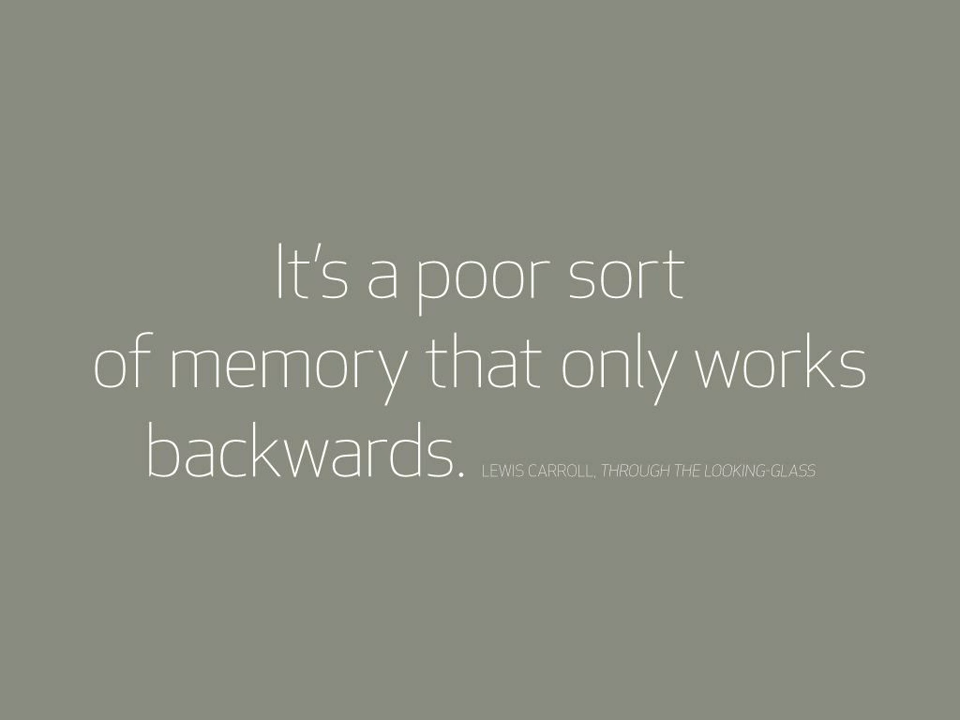 It's a poor sort
of memory that only works
backwards. LEWIS CARROLL, THROUGH THE LOOKING-GLASS